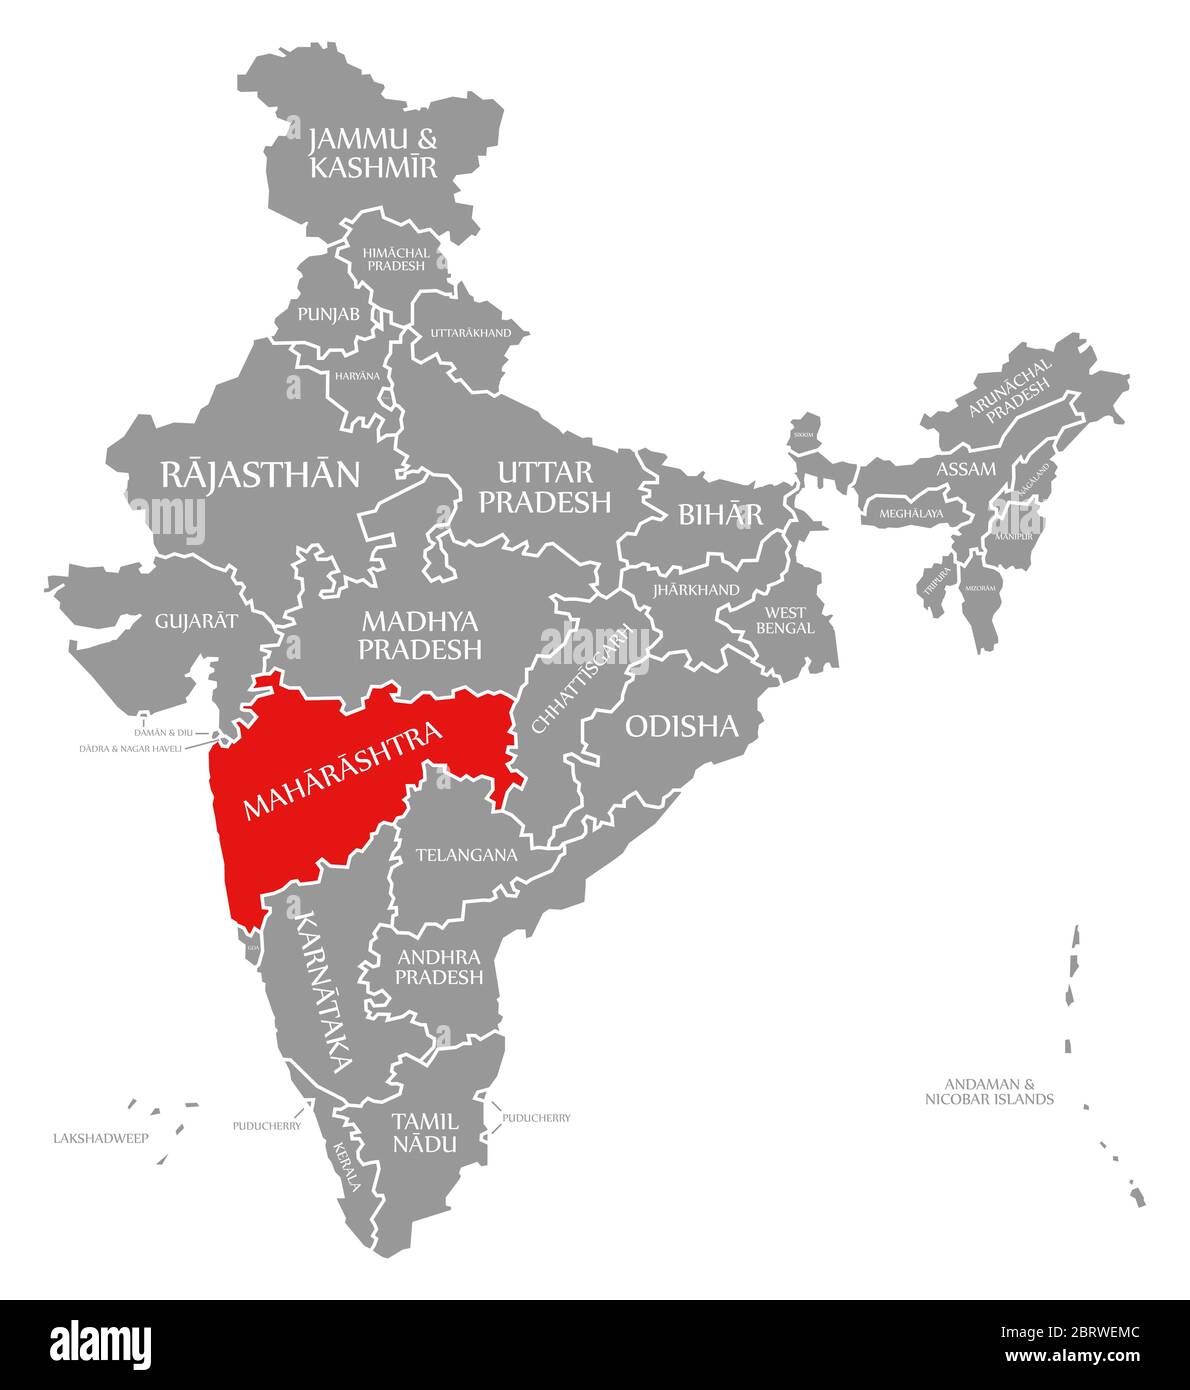 JAMMU &
KASHMĪR
HIMĀCHAL
PRADESH
PUNJAB
UTTARĀKHAND
HARYĀNA
ARUNĀCHAL
PRADESH
SIKKIM
RĀJASTHĀN
UTTAR
PRADESH
BIHĀR
ASSAM
NĀGĀLAND
MEGHĀLAYA
MANIPUR
TRIPURA
MIZORĀM
JHĀRKHAND
WEST
BENGAL
GUJARĀT
MADHYA
PRADESH
CHHATTĪSGARH
ODISHA
DAMĀN & DIU
DĀDRA & NAGAR HAVELI
MAHĀRĀSHTRA
TELANGANA
GOA
KARNĀTAKA
ANDHRA
PRADESH
ANDAMAN &
NICOBAR ISLANDS
LAKSHADWEEP
PUDUCHERRY
TAMIL
NĀDU
PUDUCHERRY
KERALA
a
alamy
a
alamy
Image ID: 2BRWEMC
www.alamy.com